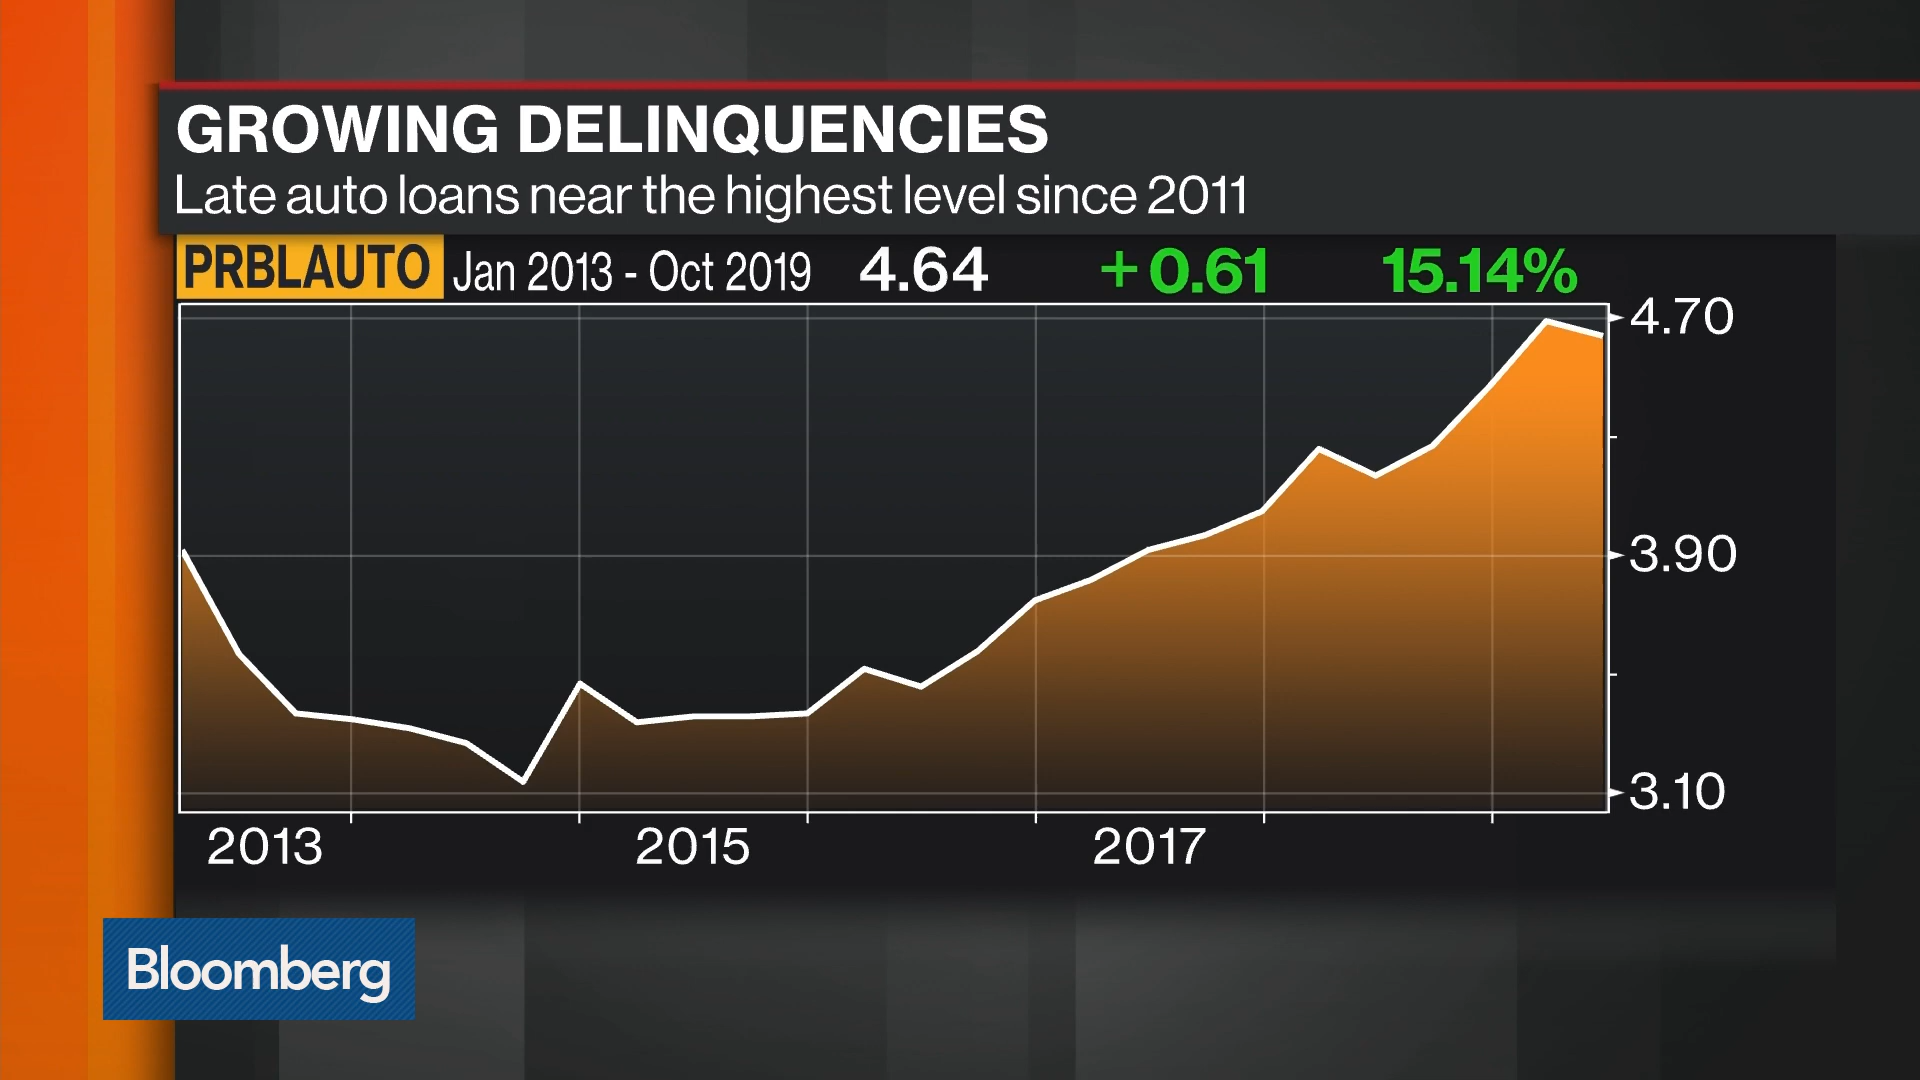 GROWING DELINQUENCIES
Late auto loans near the highest level since 2011
PRBLAUTO Jan 2013 - Oct 2019 4.64 +0.61 15.14%
4.70
3.90
3.10
2013 2015 2017
Bloomberg